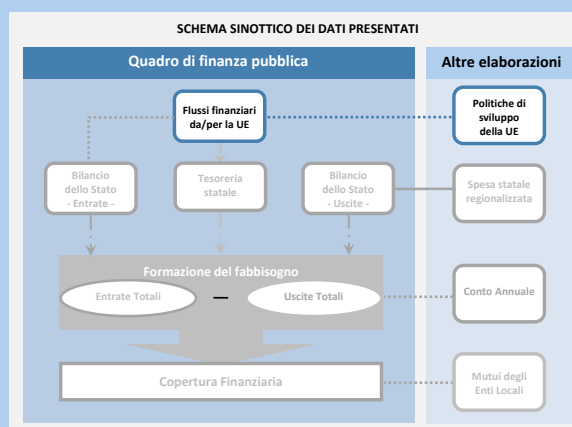 SCHEMA SINOTTICO DEI DATI PRESENTATI
Quadro di finanza pubblica
Altre elaborazioni
Flussi finanziari
da/per la UE
Politiche di
sviluppo
della UE
Bilancio
dello Stato
- Entrate -
Tesoreria
statale
Bilancio
dello Stato
- Uscite -
Spesa statale
regionalizzata
Formazione del fabbisogno
Entrate Totali
—
Uscite Totali
Conto Annuale
Copertura Finanziaria
Mutui degli
Enti Locali